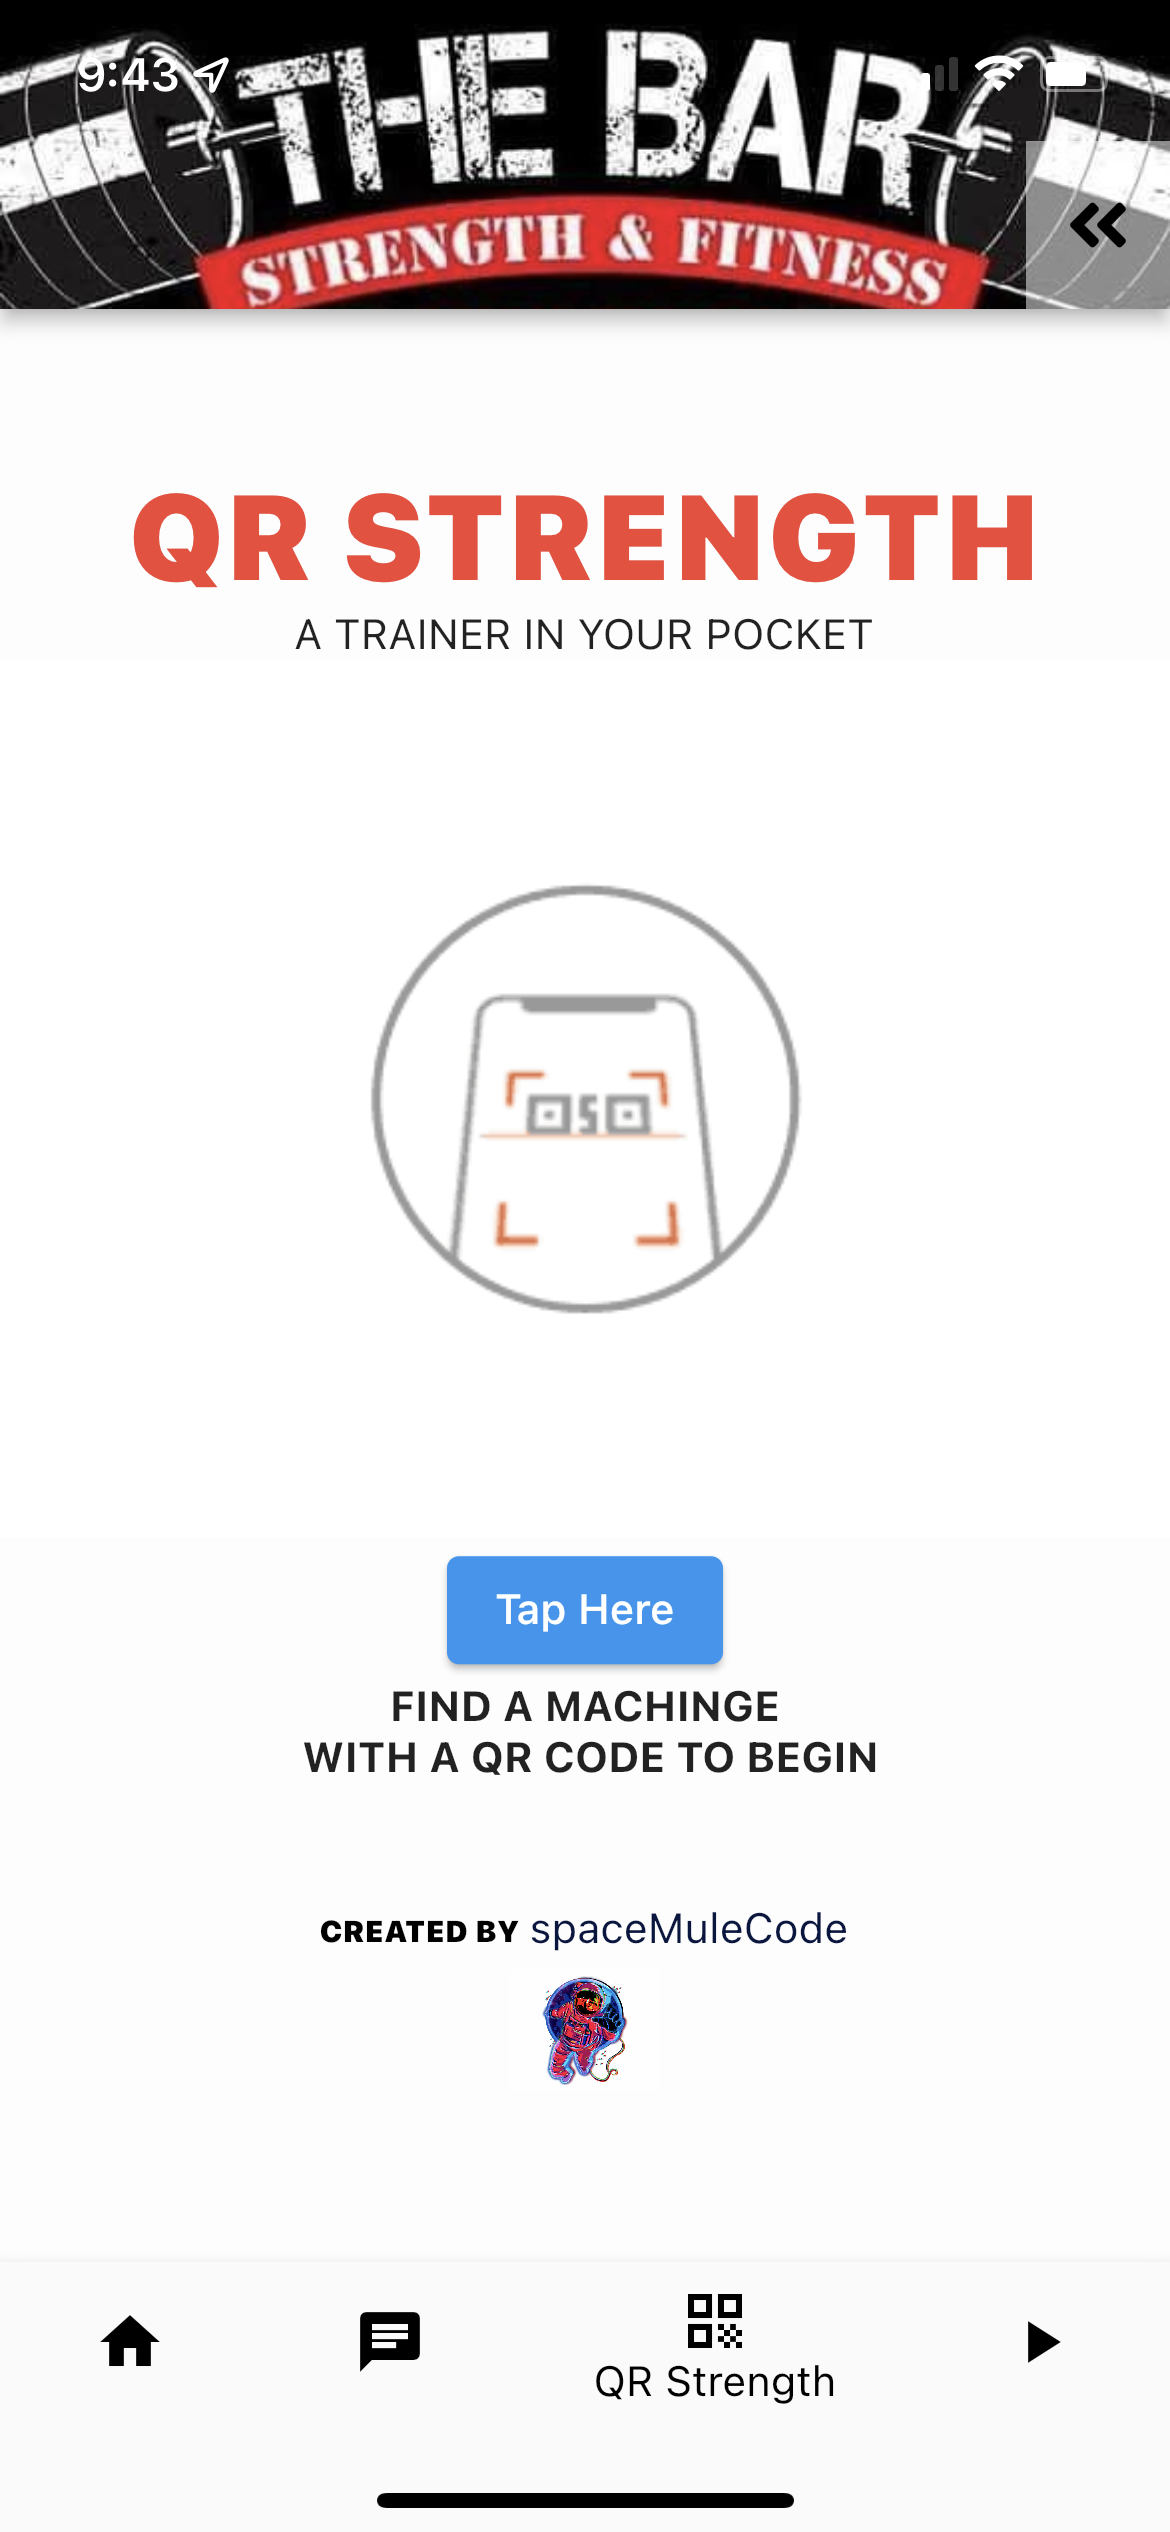 9:43
THE BAR
STRENGTH & FITNESS
QR STRENGTH
A TRAINER IN YOUR POCKET
Tap Here
FIND A MACHINGE
WITH A QR CODE TO BEGIN
CREATED BY spaceMuleCode
QR Strength